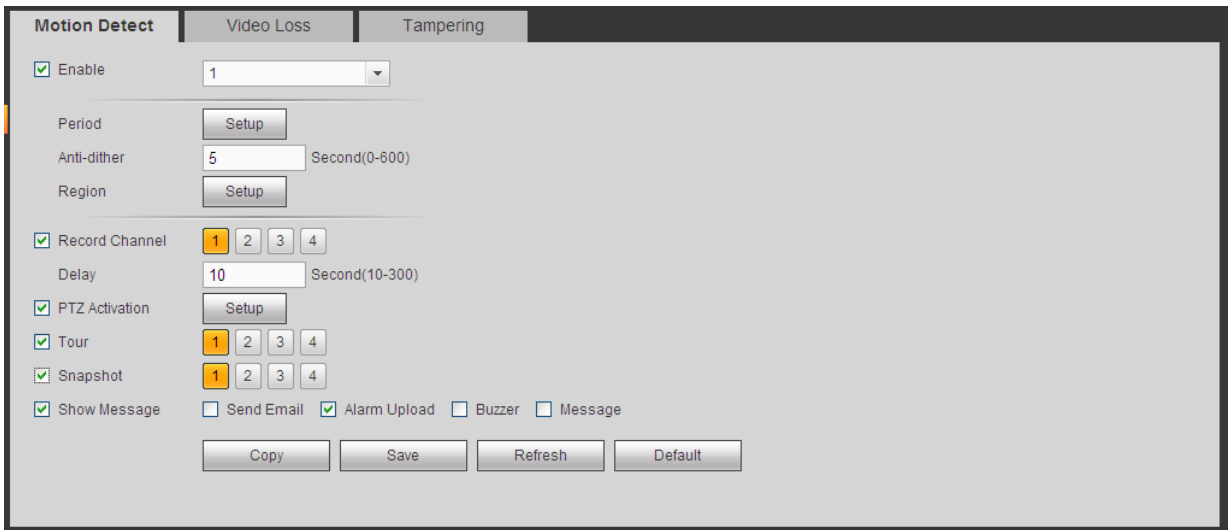 Motion Detect Video Loss Tampering
Enable 1
Period Setup
Anti-dither 5 Second(0-600)
Region Setup
Record Channel 1 2 3 4
Delay 10 Second(10-300)
PTZ Activation Setup
Tour 1 2 3 4
Snapshot 1 2 3 4
Show Message Send Email Alarm Upload Buzzer Message
Copy Save Refresh Default